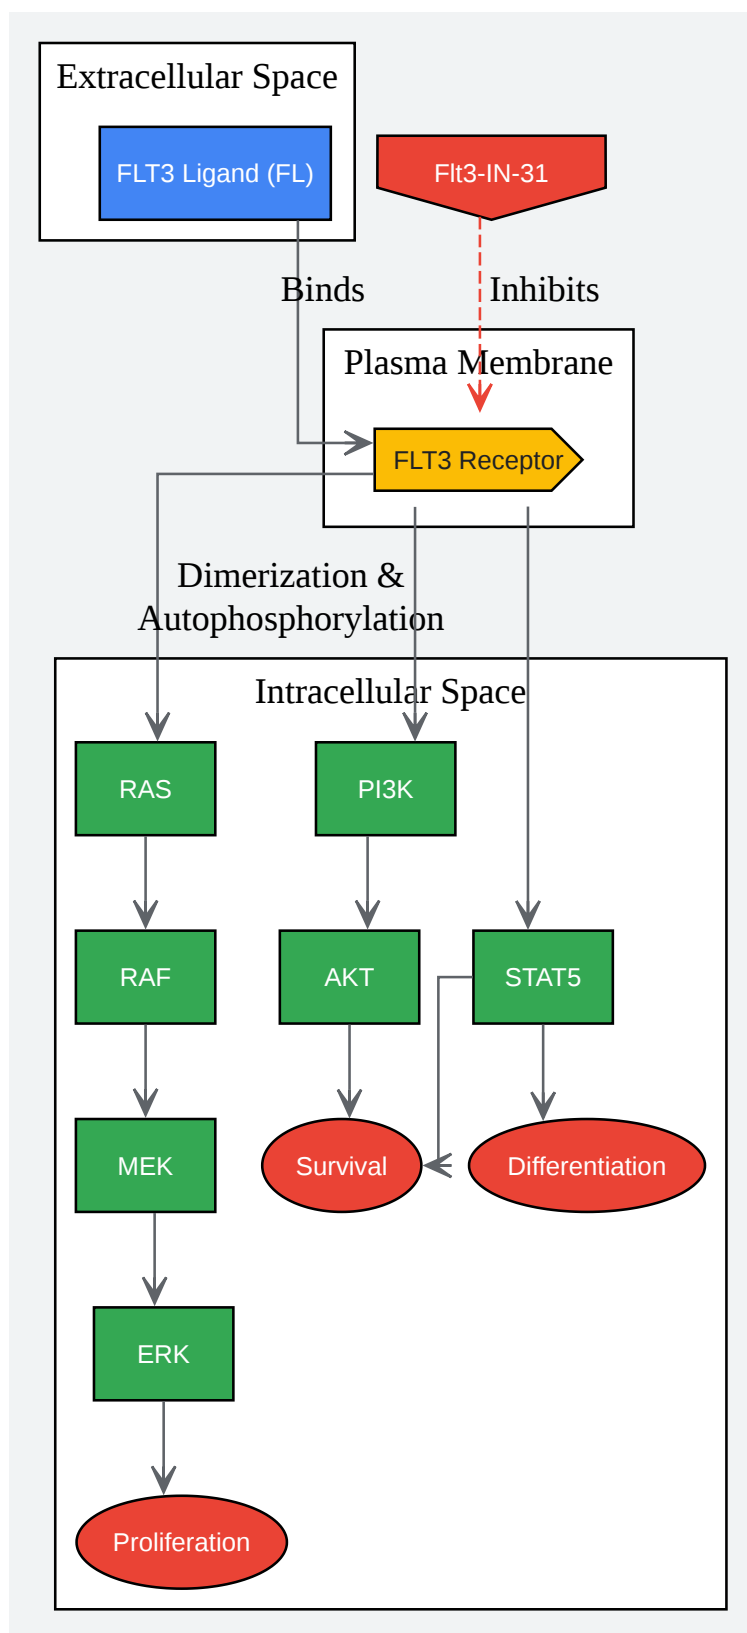 Extracellular Space
FLT3 Ligand (FL)
Flt3-IN-31
Binds
Inhibits
Plasma Membrane
FLT3 Receptor
Dimerization &
Autophosphorylation
Intracellular Space
RAS
PI3K
RAF
AKT
STAT5
MEK
Survival
Differentiation
ERK
Proliferation